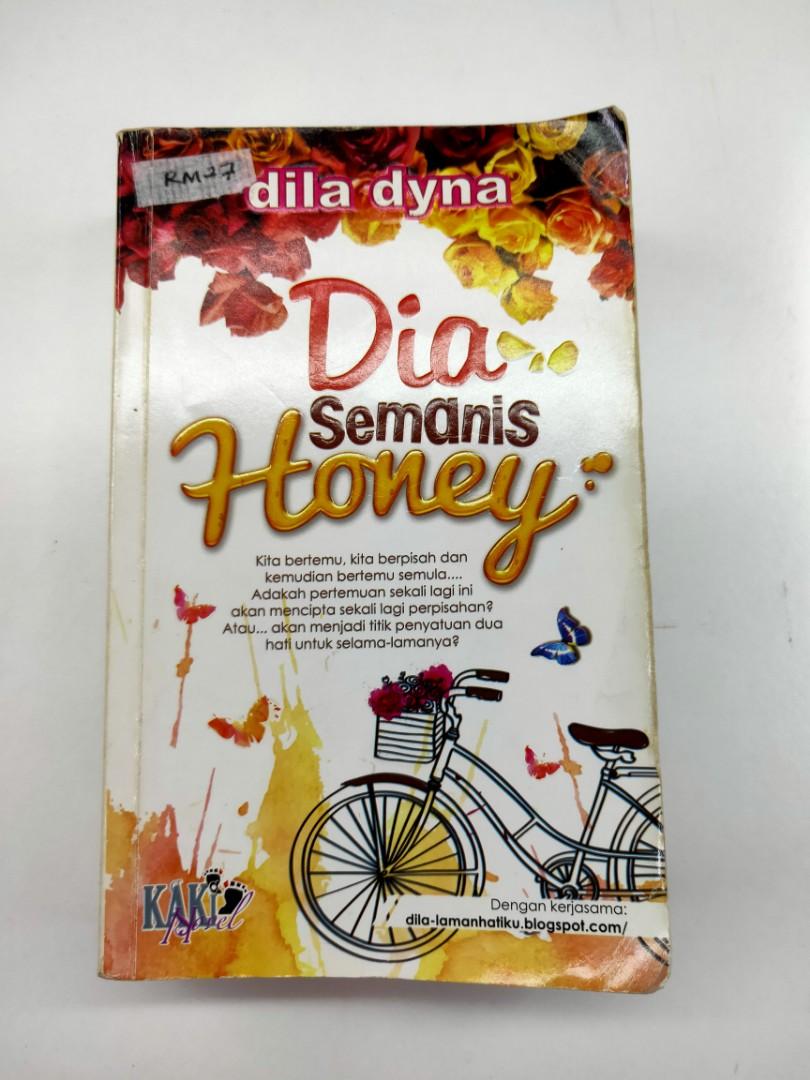 RM27
dila dyna
Dia
Semanis
Honey
Kita bertemu, kita berpisah dan
kemudian bertemu semula....
Adakah pertemuan sekali lagi ini
akan mencipta sekali lagi perpisahan?
Atau... akan menjadi titik penyatuan dua
hati untuk selama-lamanya?
KAKI
Novel
Dengan kerjasama:
dila-lamanhatiku.blogspot.com/